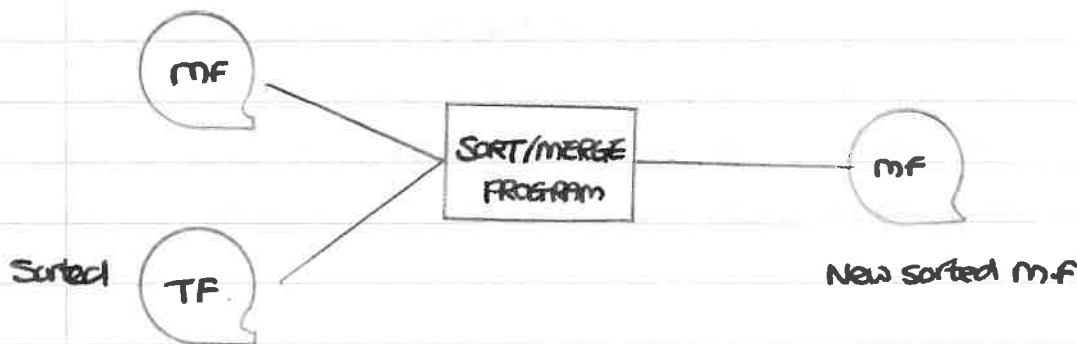 mF
SORT/MERGE
PROGRAM
mF
Sorted
TF
New sorted m.f